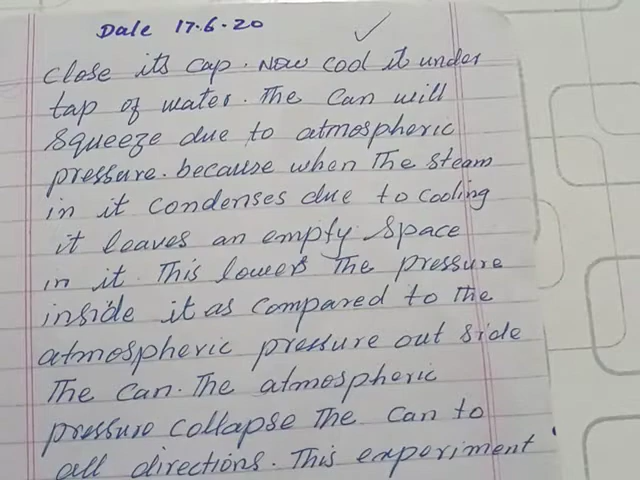 Date 17.6.20
Close its cap. Now cool it under
tap of water. The can will
squeeze due to atmospheric
pressure. because when the steam
in it condenses due to cooling
it leaves an empty space
in it. This lowers the pressure
inside it as compared to the
atmospheric pressure out side
the can. The atmospheric
pressure collapse the can to
all directions. This experiment